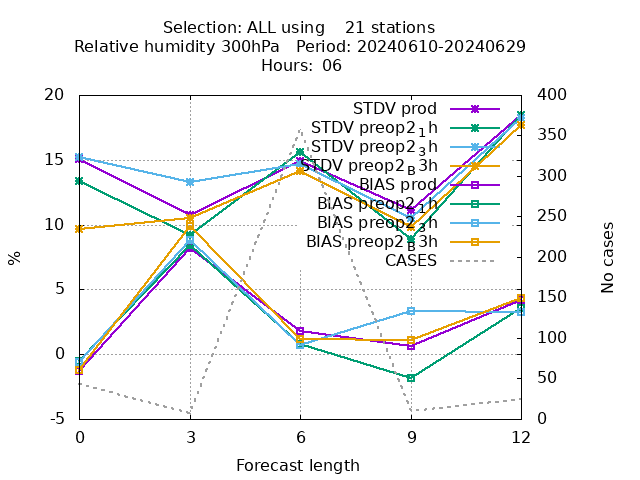 Selection: ALL using    21 stations
Relative humidity 300hPa   Period: 20240610-20240629
Hours:  06
20
15
10
5
0
-5
400
350
300
250
200
150
100
50
0
%
No cases
STDV prod
STDV preop2₁h
STDV preop2₃h
STDV preop2_B3h
BIAS prod
BIAS preop2₁h
BIAS preop2₃h
BIAS preop2_B3h
CASES
0
3
6
9
12
Forecast length